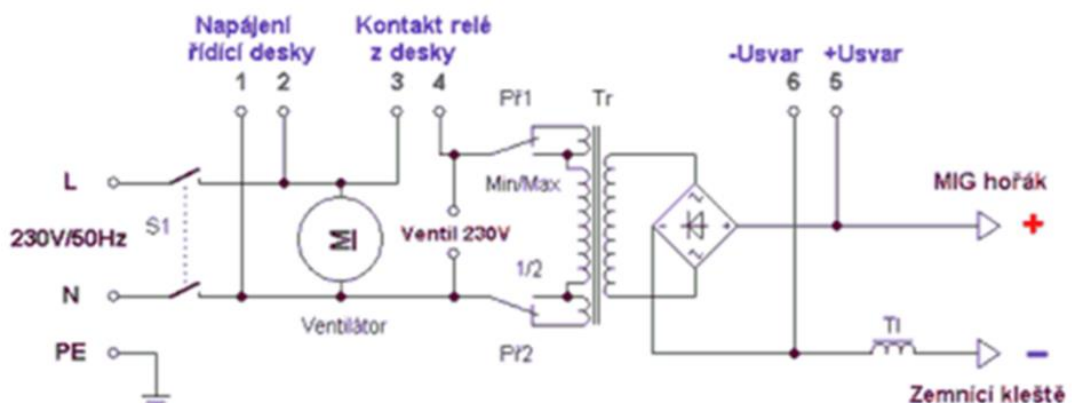 Napájení
řídící desky
Kontakt relé
z desky
1 2 3 4
-Usvar +Usvar
6 5
Př1 Tr
L
Min/Max
MIG hořák
S1
230V/50Hz
M
Ventil 230V
+
- +
~
~
1/2
N
Ventilátor
Př2
Tl
PE
-
Zemnící kleště